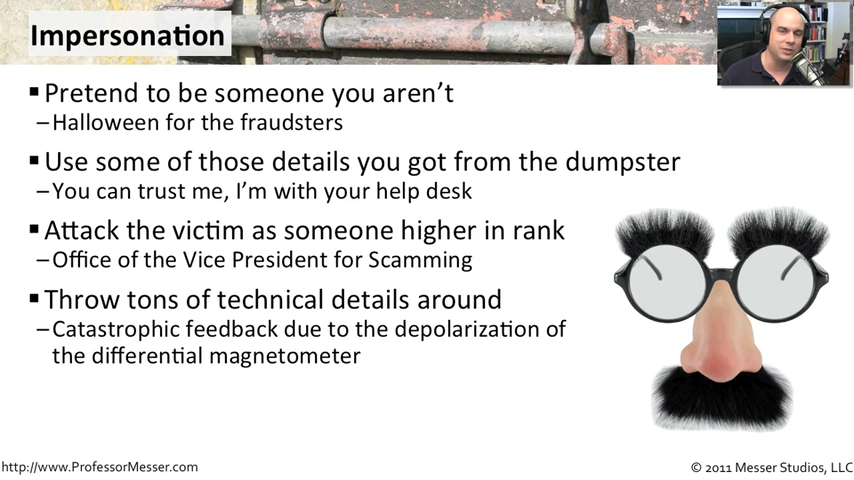 Impersonation
▪Pretend to be someone you aren’t
–Halloween for the fraudsters
▪Use some of those details you got from the dumpster
–You can trust me, I’m with your help desk
▪Attack the victim as someone higher in rank
–Office of the Vice President for Scamming
▪Throw tons of technical details around
–Catastrophic feedback due to the depolarization of
the differential magnetometer
http://www.ProfessorMesser.com
© 2011 Messer Studios, LLC